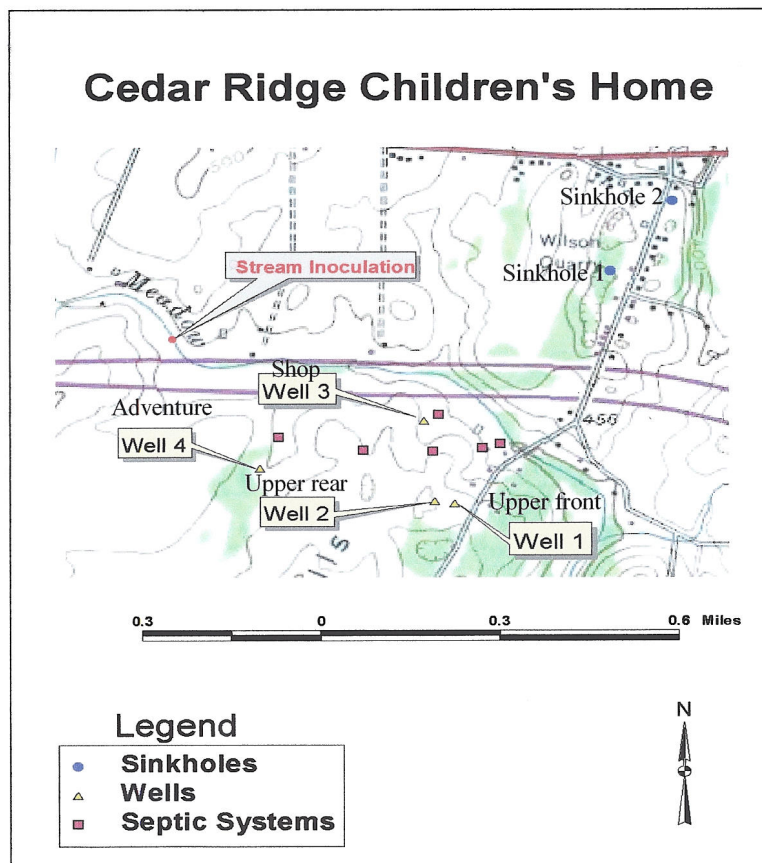 Cedar Ridge Children's Home
500
Sinkhole 2
Wilson
Quarry
Stream Inoculation
Sinkhole 1
Meadow
Shop
Well 3
Adventure
456
Well 4
Upper rear
Well 2
Upper front
Well 1
0.3 0 0.3 0.6 Miles
Legend
N
Sinkholes
Wells
Septic Systems